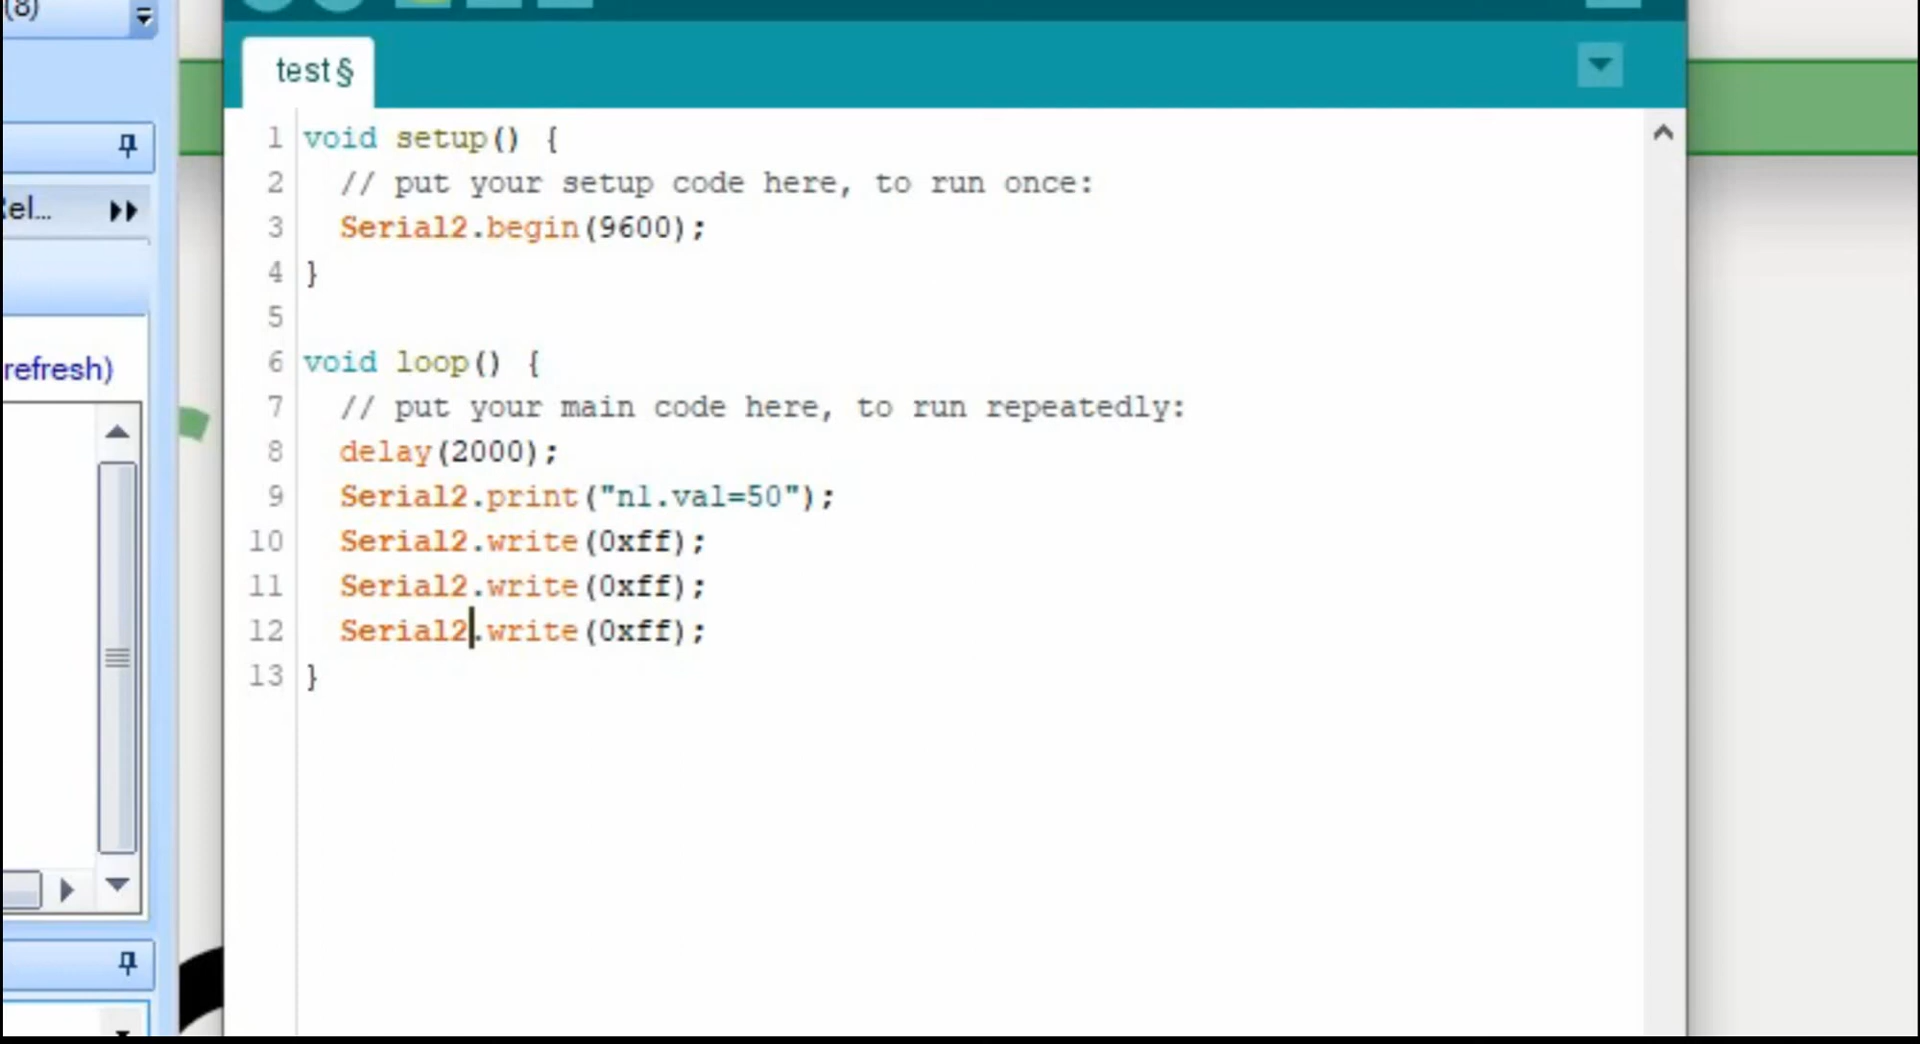 (8)
test§
1 void setup() {
2 // put your setup code here, to run once:
el...
3 Serial2.begin(9600);
4 }
5
refresh)
6 void loop() {
7 // put your main code here, to run repeatedly:
8 delay(2000);
9 Serial2.print("n1.val=50");
10 Serial2.write(0xff);
11 Serial2.write(0xff);
12 Serial2.write(0xff);
13 }